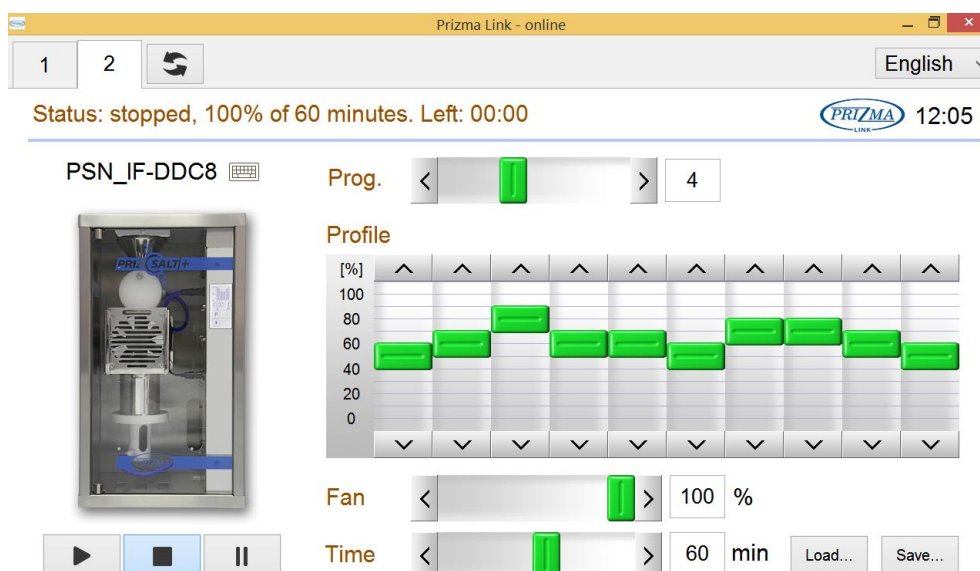 Prizma Link - online
1 2 English
Status: stopped, 100% of 60 minutes. Left: 00:00
PRIZMA
LINK
12:05
PSN_IF-DDC8
Prog. 4
Profile
[%]
100
80
60
40
20
0
SALT+
Fan 100 %
Time 60 min Load... Save...